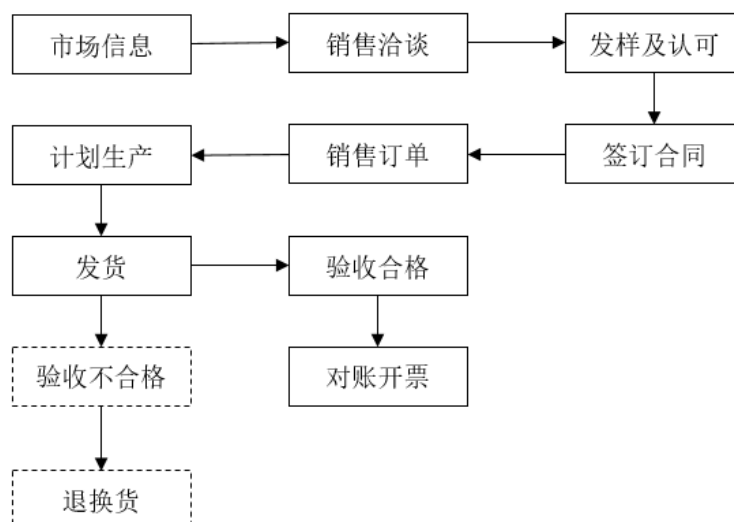 市场信息
销售洽谈
发样及认可
签订合同
销售订单
计划生产
发货
验收合格
验收不合格
对账开票
退换货